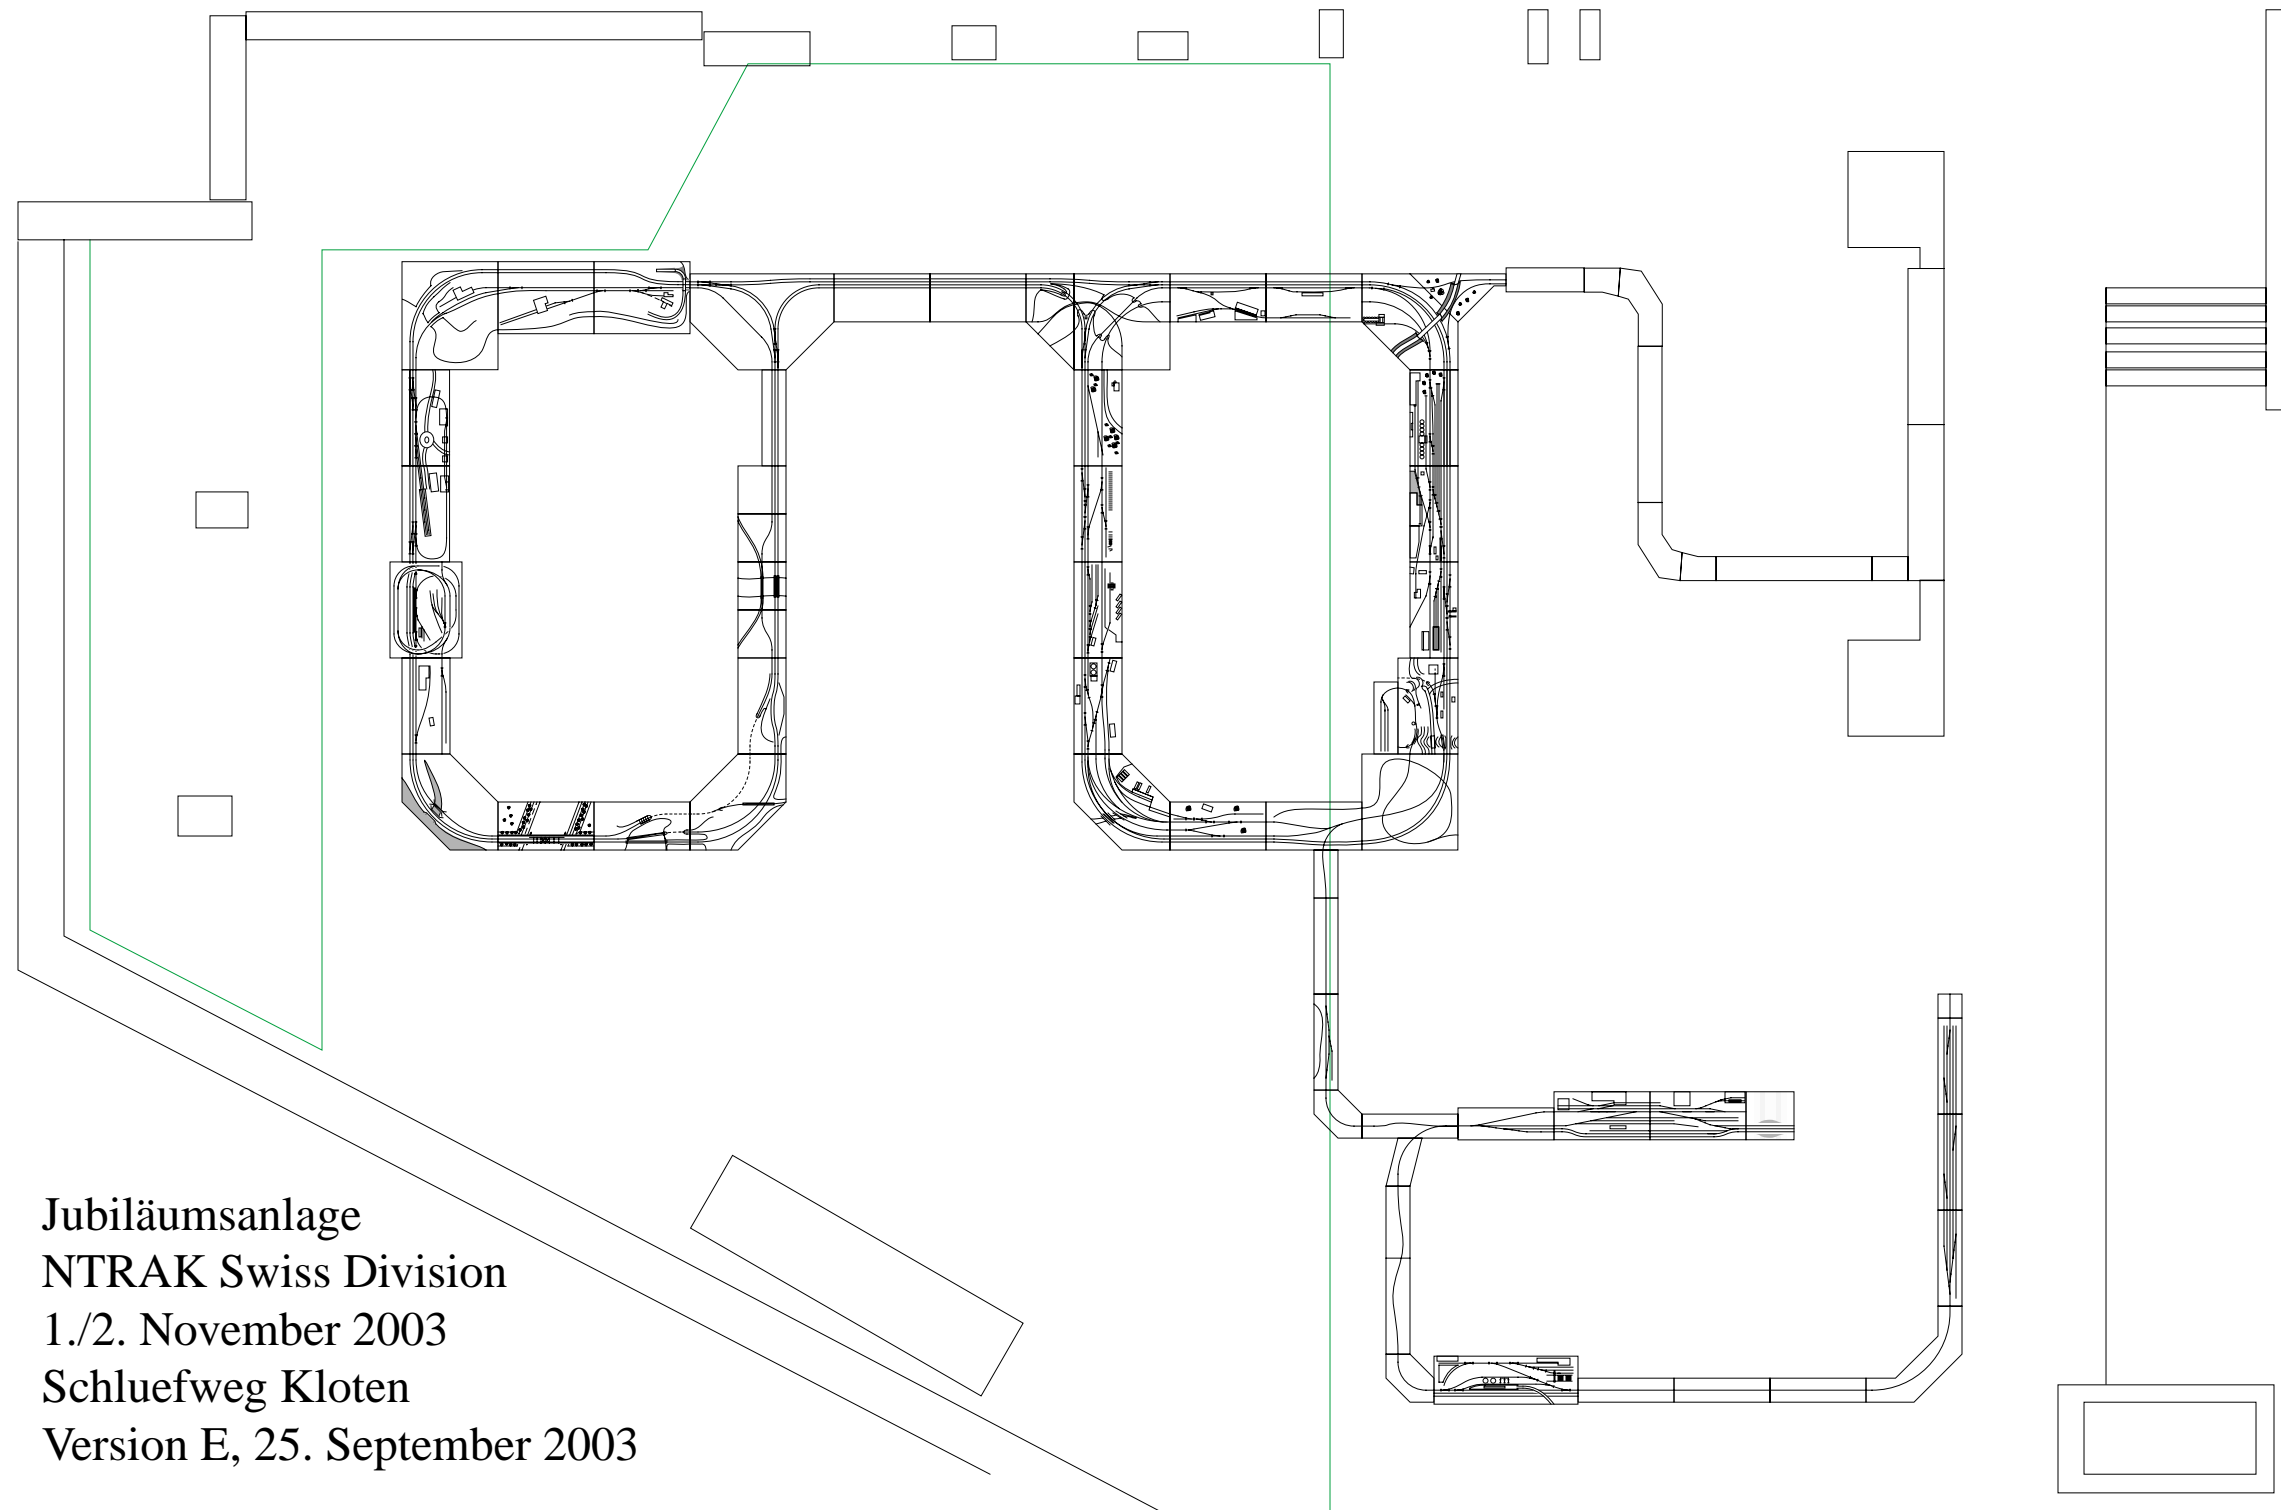 Jubiläumsanlage
NTRAK Swiss Division
1./2. November 2003
Schluefweg Kloten
Version E, 25. September 2003